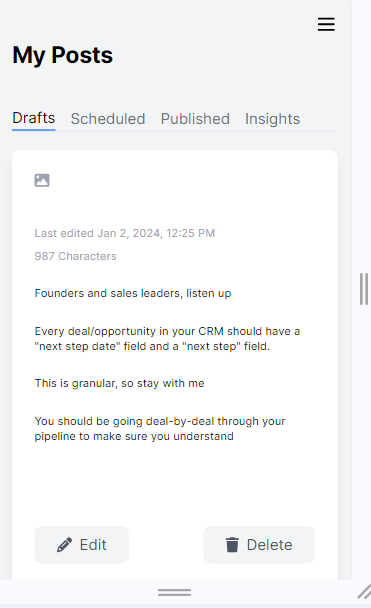 My Posts
Drafts Scheduled Published Insights
Last edited Jan 2, 2024, 12:25 PM
987 Characters
Founders and sales leaders, listen up
Every deal/opportunity in your CRM should have a
"next step date" field and a "next step" field.
This is granular, so stay with me
You should be going deal-by-deal through your
pipeline to make sure you understand
Edit Delete